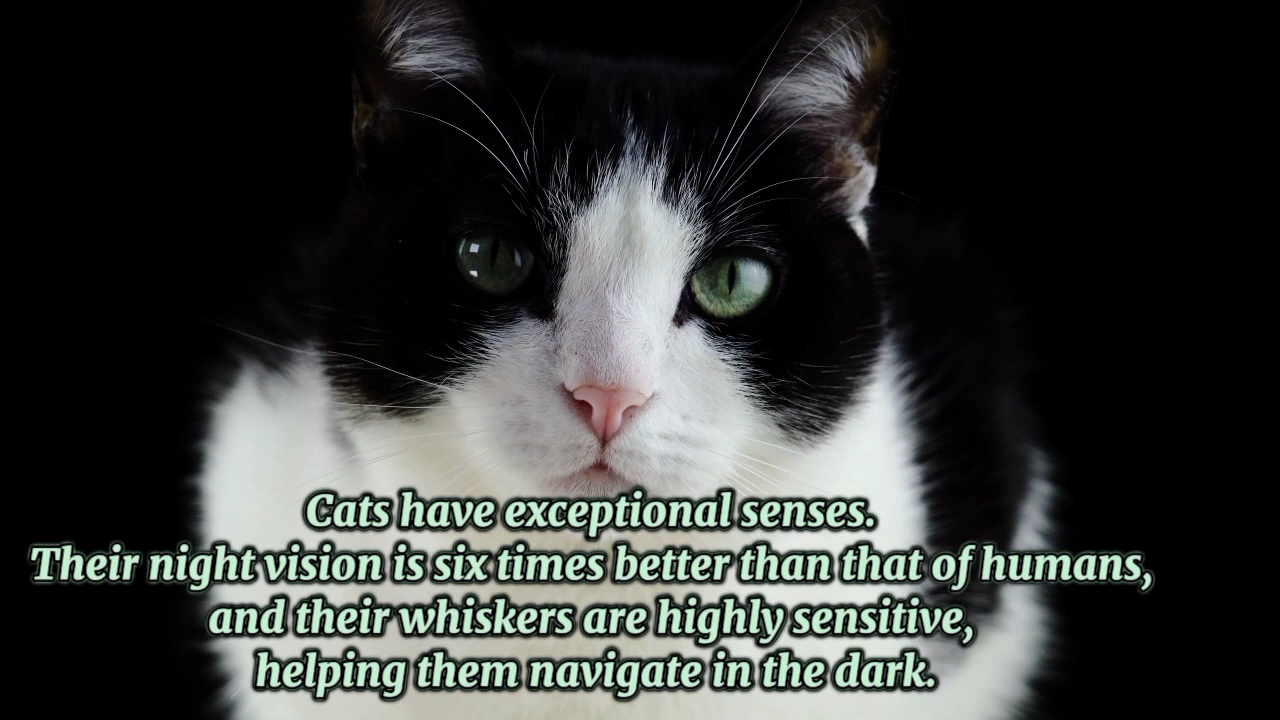 Cats have exceptional senses.
Their night vision is six times better than that of humans,
and their whiskers are highly sensitive,
helping them navigate in the dark.